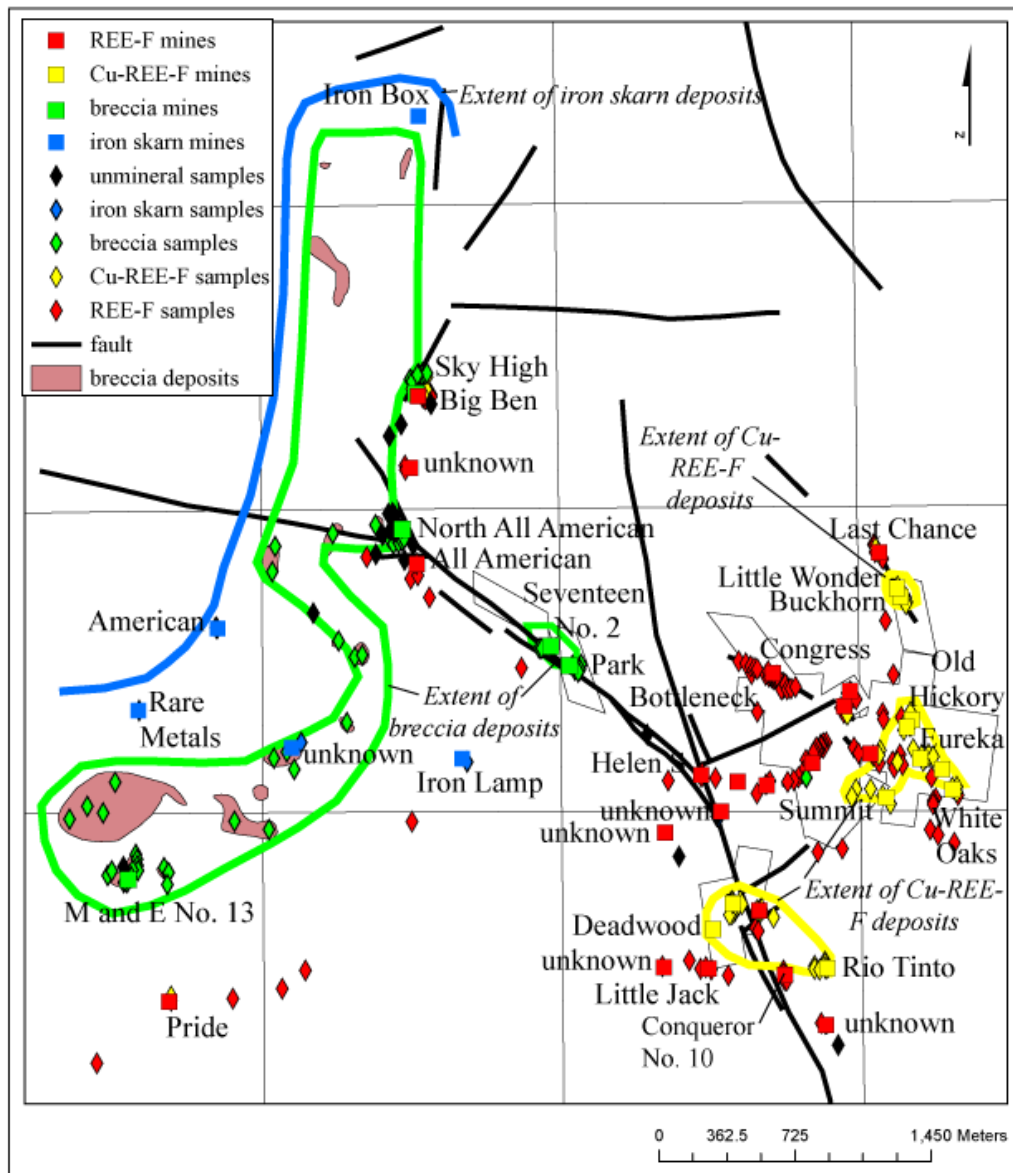 REE-F mines
Cu-REE-F mines
breccia mines
iron skarn mines
unmineral samples
iron skarn samples
breccia samples
Cu-REE-F samples
REE-F samples
fault
breccia deposits
Iron Box
Extent of iron skarn deposits
z
Sky High
Big Ben
unknown
Extent of Cu-
REE-F
deposits
North All American
All American
Last Chance
Little Wonder
Buckhorn
Seventeen
No. 2
Park
American
Congress
Old
Hickory
Bottleneck
Eureka
Extent of
breccia deposits
Rare
Metals
unknown
Iron Lamp
Helen
unknown
unknown
Summit
White
Oaks
M and E No. 13
Deadwood
Extent of Cu-REE-
F deposits
unknown
Little Jack
Rio Tinto
Pride
Conqueror
No. 10
unknown
0 362.5 725 1,450 Meters